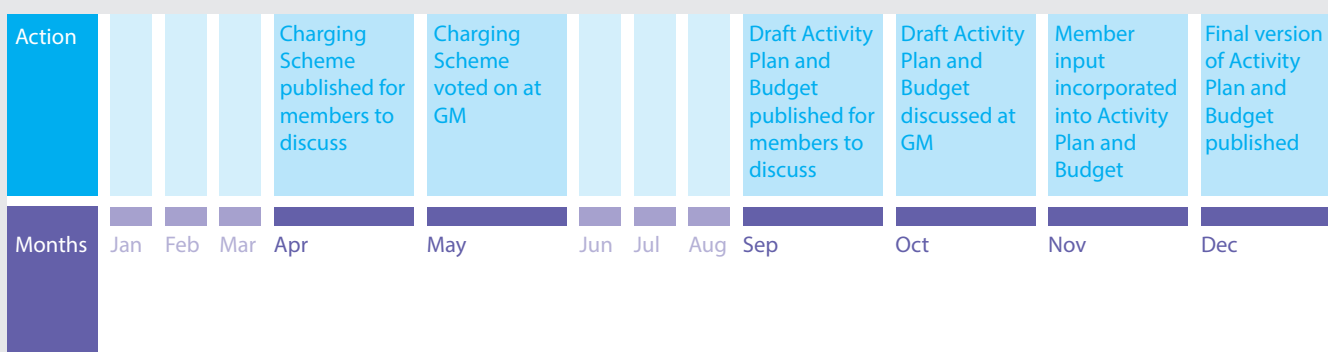 Action
Charging
Scheme
published for
members to
discuss
Charging
Scheme
voted on at
GM
Draft Activity
Plan and
Budget
published for
members to
discuss
Draft Activity
Plan and
Budget
discussed at
GM
Member
input
incorporated
into Activity
Plan and
Budget
Final version
of Activity
Plan and
Budget
published
Months
Jan
Feb
Mar
Apr
May
Jun
Jul
Aug
Sep
Oct
Nov
Dec